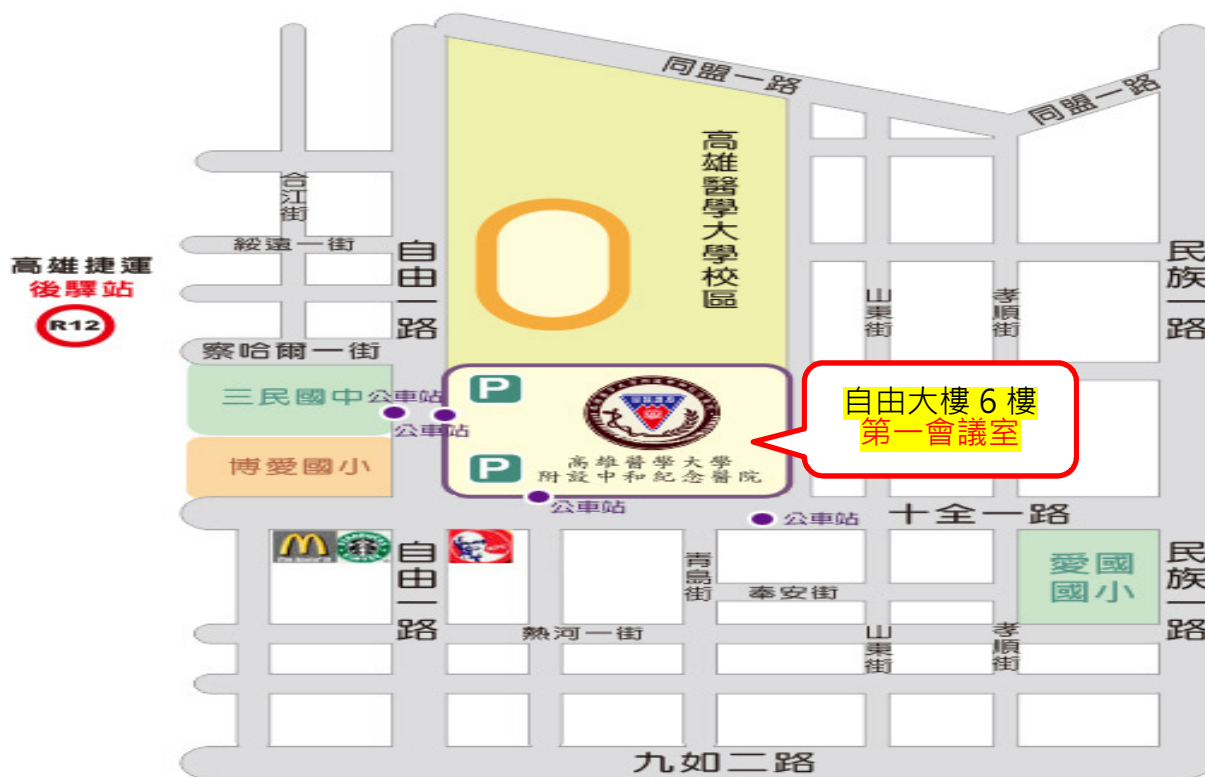 同盟一路
同盟一路
高雄醫學大學校區
合江街
綏遠一街
自由一路
民族一路
高雄捷運
後驛站
R12
山東街
孝順街
察哈爾一街
三民國中
公車站
公車站
博愛國小
P
P
高雄醫學大學
附設中和紀念醫院
自由大樓 6 樓
第一會議室
公車站
公車站
十全一路
自由一路
青島街
奉安街
愛國
國小
民族一路
熱河一街
山東街
孝順街
九如二路